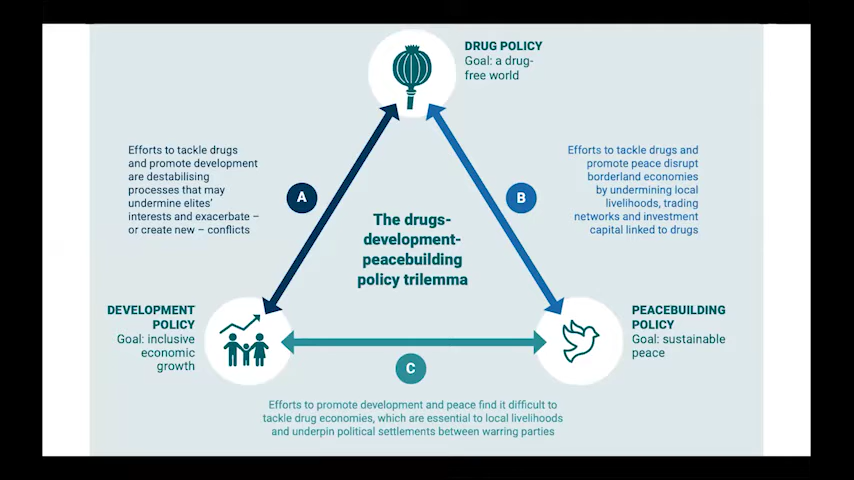 DRUG POLICY
Goal: a drug-
free world
Efforts to tackle drugs
and promote development
are destabilising
processes that may
undermine elites'
interests and exacerbate –
or create new – conflicts
A
B
Efforts to tackle drugs and
promote peace disrupt
borderland economies
by undermining local
livelihoods, trading
networks and investment
capital linked to drugs
The drugs-
development-
peacebuilding
policy trilemma
DEVELOPMENT
POLICY
Goal: inclusive
economic
growth
PEACEBUILDING
POLICY
Goal: sustainable
peace
C
Efforts to promote development and peace find it difficult to
tackle drug economies, which are essential to local livelihoods
and underpin political settlements between warring parties